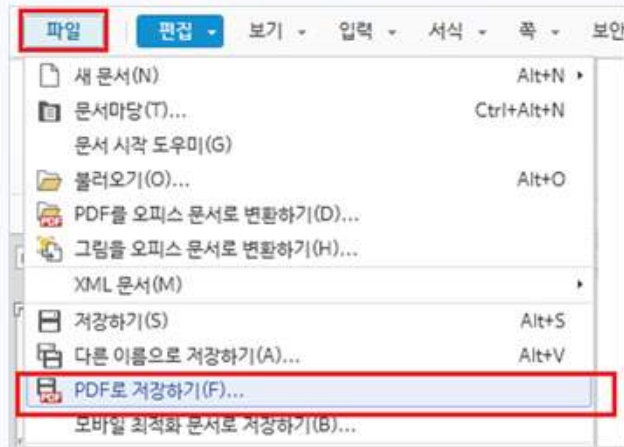 파일 편집 보기 입력 서식 쪽 보안
새 문서(N) Alt+N
문서마당(T)... Ctrl+Alt+N
문서 시작 도우미(G)
불러오기(O)... Alt+O
PDF를 오피스 문서로 변환하기(D)...
그림을 오피스 문서로 변환하기(H)...
XML 문서(M)
저장하기(S) Alt+S
다른 이름으로 저장하기(A)... Alt+V
PDF로 저장하기(F)...
모바일 최적화 문서로 저장하기(B)...